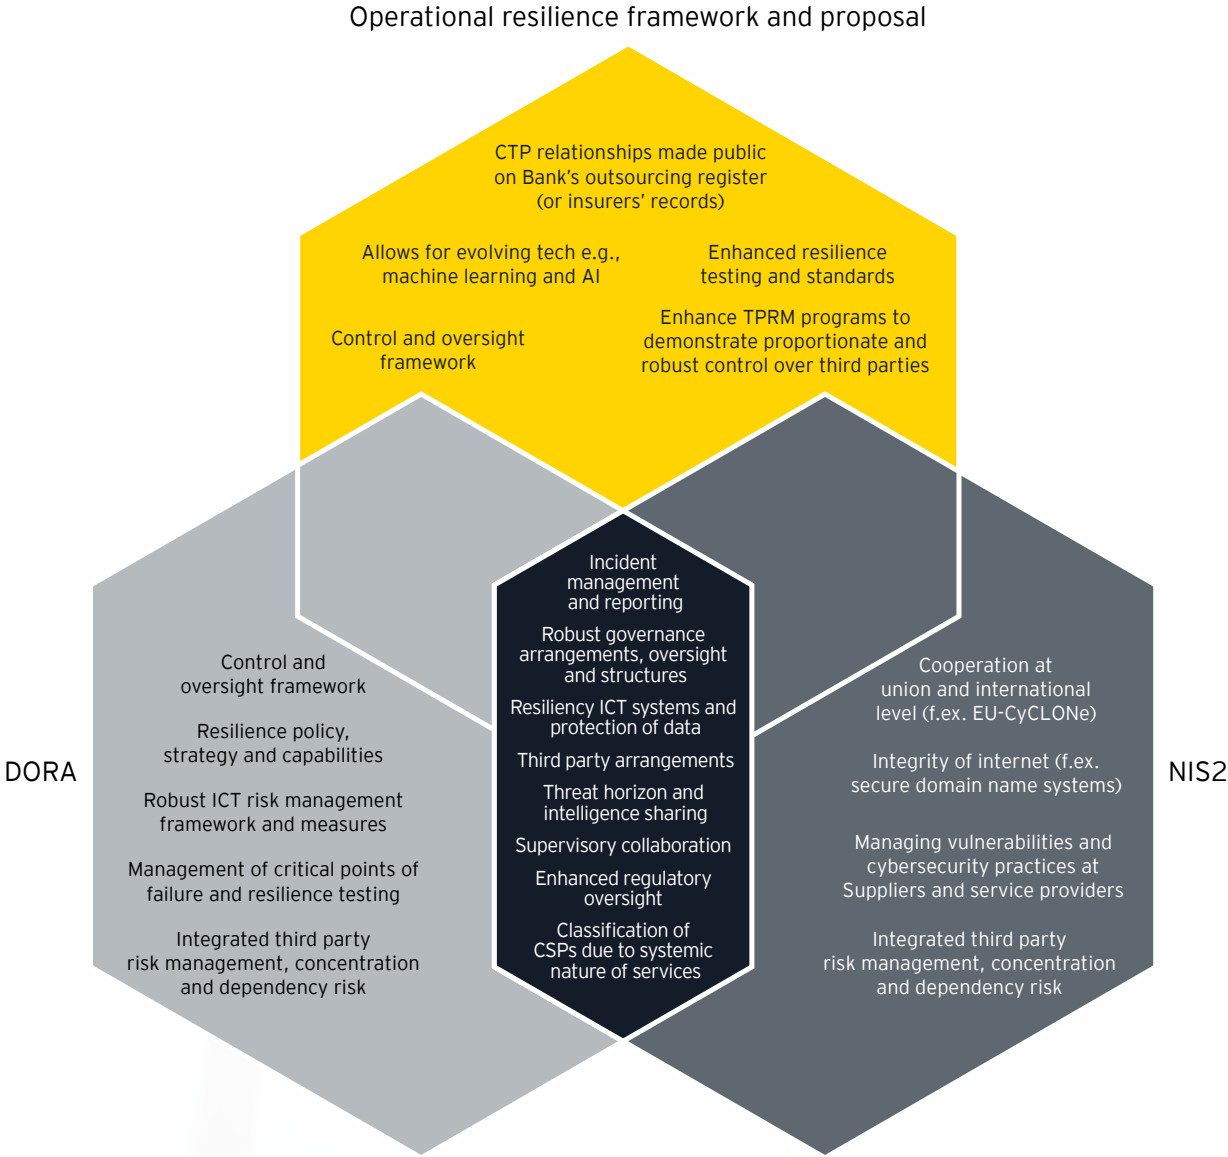 Operational resilience framework and proposal
CTP relationships made public
on Bank's outsourcing register
(or insurers' records)
Allows for evolving tech e.g.,
machine learning and AI
Enhanced resilience
testing and standards
Control and oversight
framework
Enhance TPRM programs to
demonstrate proportionate and
robust control over third parties
DORA
Control and
oversight framework
Resilience policy,
strategy and capabilities
Robust ICT risk management
framework and measures
Management of critical points of
failure and resilience testing
Integrated third party
risk management, concentration
and dependency risk
Incident
management
and reporting
Robust governance
arrangements, oversight
and structures
Resiliency ICT systems and
protection of data
Third party arrangements
Threat horizon and
intelligence sharing
Supervisory collaboration
Enhanced regulatory
oversight
Classification of
CSPs due to systemic
nature of services
NIS2
Cooperation at
union and international
level (f.ex. EU-CyCLONe)
Integrity of internet (f.ex.
secure domain name systems)
Managing vulnerabilities and
cybersecurity practices at
Suppliers and service providers
Integrated third party
risk management, concentration
and dependency risk